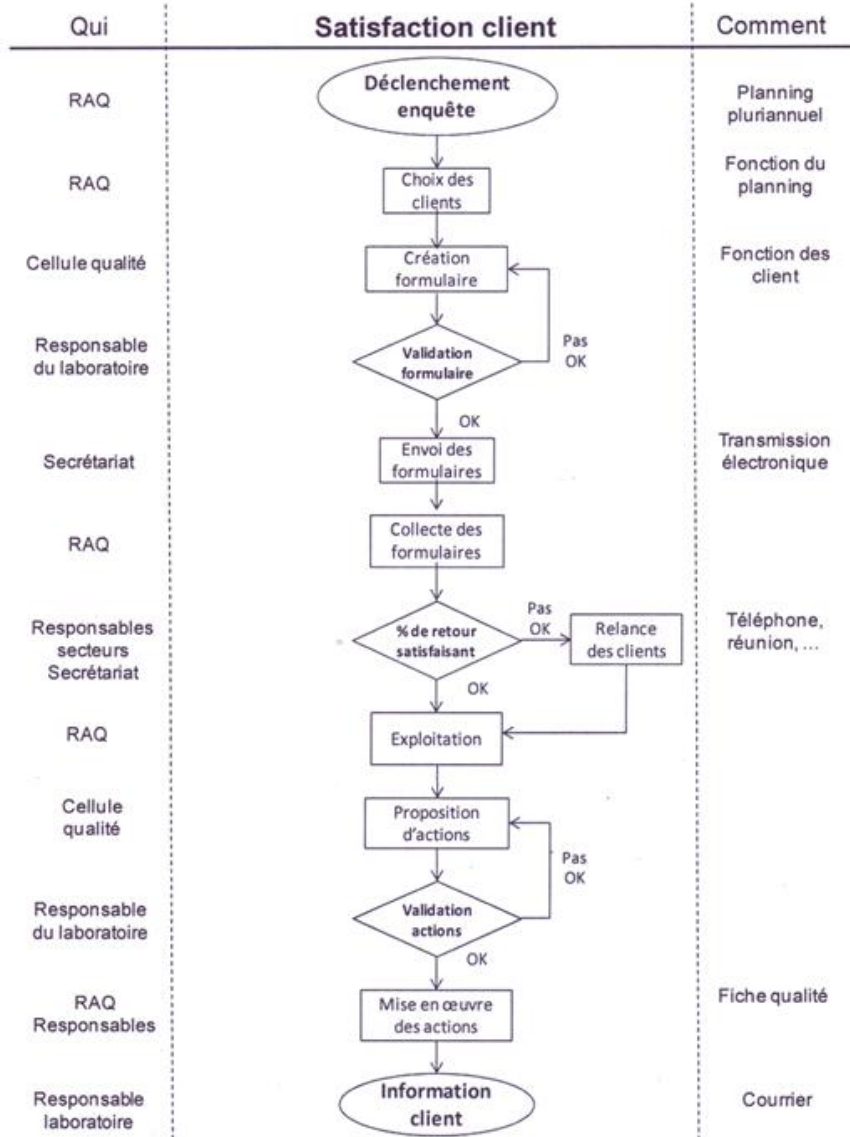 Qui
Satisfaction client
Comment
RAQ
Déclenchement
enquête
Planning
pluriannuel
RAQ
Choix des
clients
Fonction du
planning
Cellule qualité
Création
formulaire
Fonction des
client
Responsable
du laboratoire
Validation
formulaire
Pas
OK
OK
Secrétariat
Envoi des
formulaires
Transmission
électronique
RAQ
Collecte des
formulaires
Responsables
secteurs
Secrétariat
% de retour
satisfaisant
Pas
OK
Relance
des clients
Téléphone,
réunion, ...
OK
RAQ
Exploitation
Cellule
qualité
Proposition
d'actions
Pas
OK
Responsable
du laboratoire
Validation
actions
OK
RAQ
Responsables
Mise en œuvre
des actions
Fiche qualité
Responsable
laboratoire
Information
client
Courrier